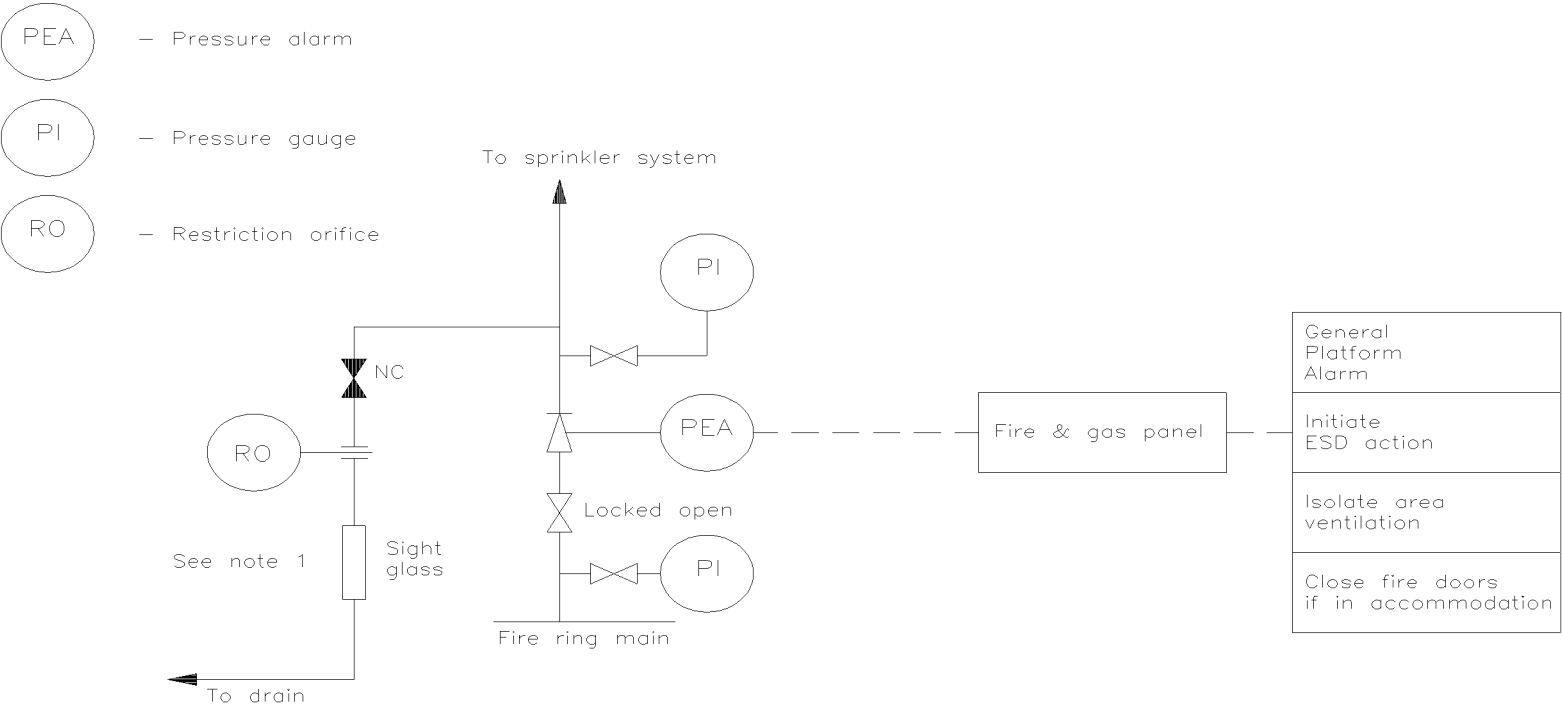 PEA
– Pressure alarm
PI
– Pressure gauge
RO
– Restriction orifice
To sprinkler system
PI
NC
PEA
Fire & gas panel
General
Platform
Alarm
Initiate
ESD action
Isolate area
ventilation
Close fire doors
if in accommodation
RO
Locked open
See note 1
Sight
glass
PI
Fire ring main
To drain